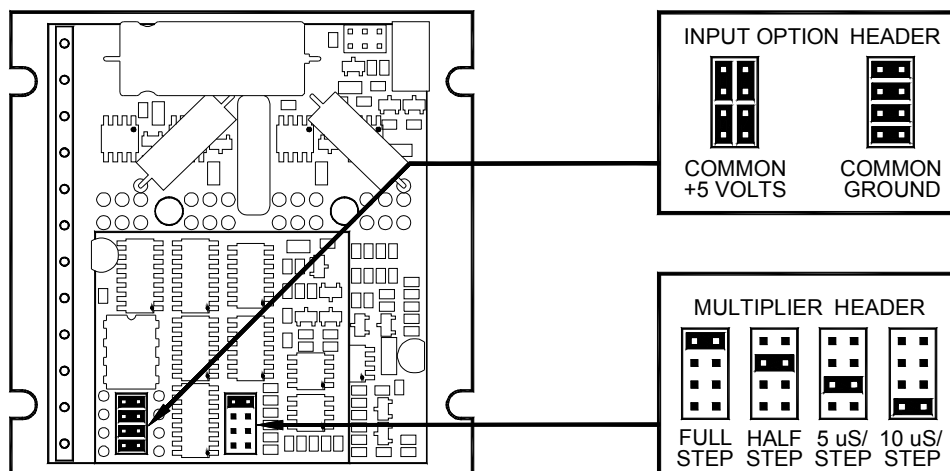 INPUT OPTION HEADER
COMMON
+5 VOLTS
COMMON
GROUND
MULTIPLIER HEADER
FULL
STEP
HALF
STEP
5 uS/
STEP
10 uS/
STEP